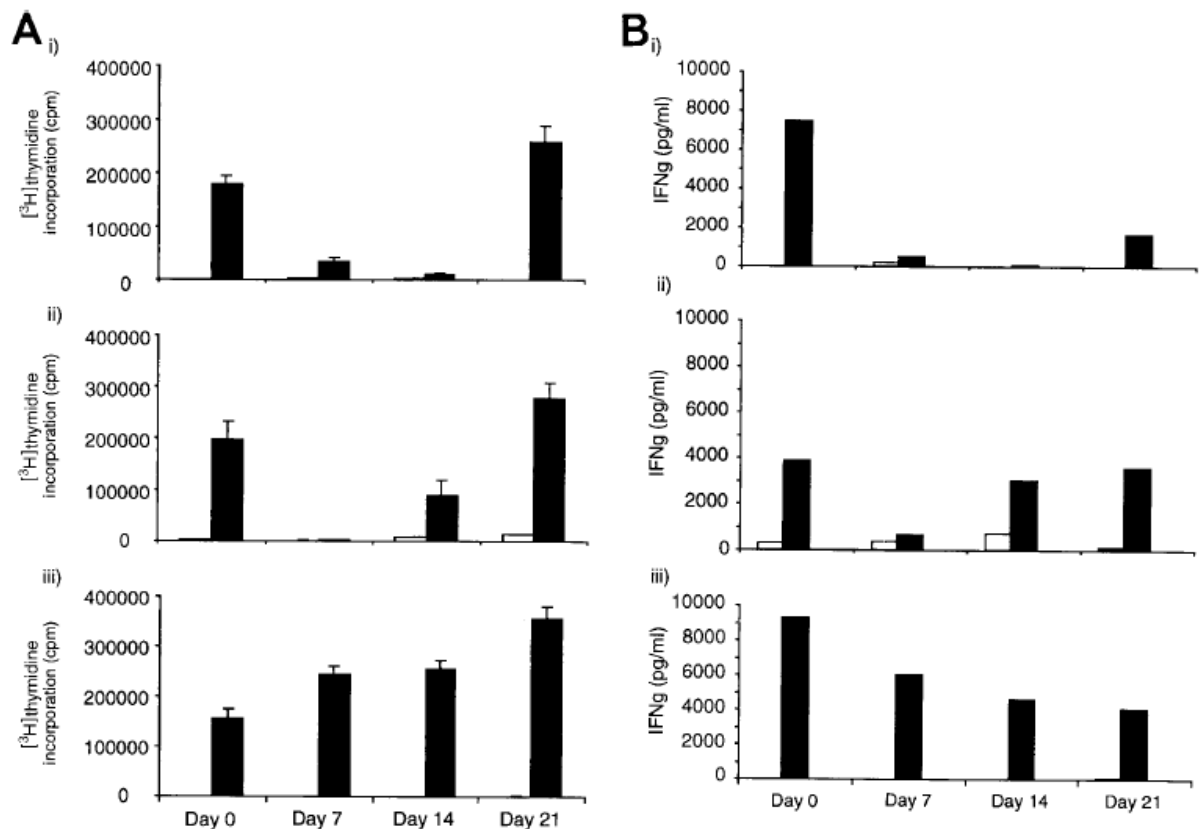 A
i)
[³H]thymidine
incorporation (cpm)
400000
300000
200000
100000
0
ii)
[³H]thymidine
incorporation (cpm)
400000
300000
200000
100000
0
iii)
[³H]thymidine
incorporation (cpm)
400000
300000
200000
100000
0
Day 0 Day 7 Day 14 Day 21
B
i)
IFNg (pg/ml)
10000
8000
6000
4000
2000
0
ii)
IFNg (pg/ml)
10000
8000
6000
4000
2000
0
iii)
IFNg (pg/ml)
10000
8000
6000
4000
2000
0
Day 0 Day 7 Day 14 Day 21